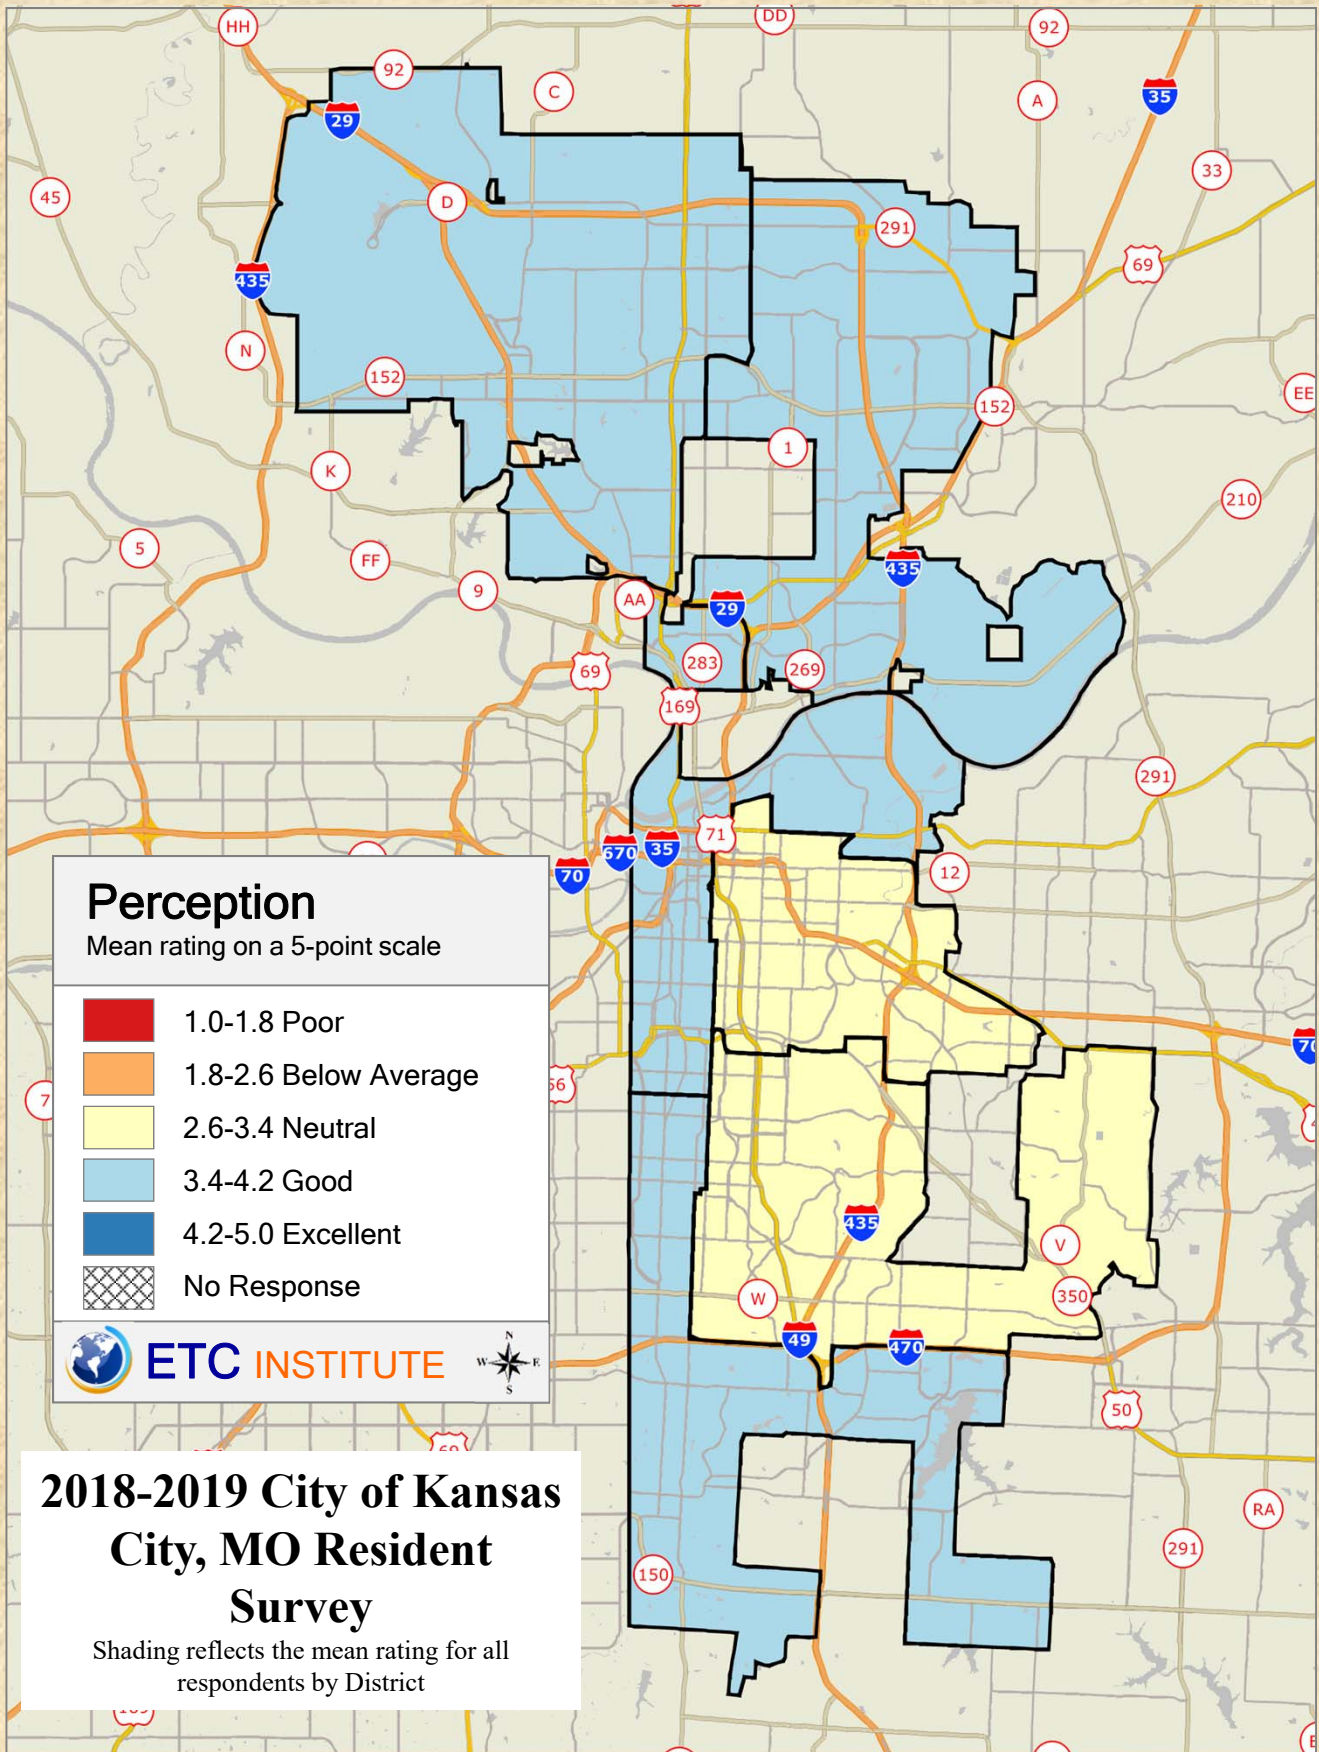 HH
DD
92
92
C
A
35
29
33
45
D
291
69
435
N
152
EE
152
1
K
210
5
FF
435
9
AA
29
283
269
69
169
291
71
670
35
70
12
Perception
Mean rating on a 5-point scale
1.0-1.8 Poor
1.8-2.6 Below Average
2.6-3.4 Neutral
3.4-4.2 Good
4.2-5.0 Excellent
No Response
ETC INSTITUTE
N
W E
S
70
7
435
V
W
350
49
470
50
RA
291
150
2018-2019 City of Kansas
City, MO Resident
Survey
Shading reflects the mean rating for all
respondents by District